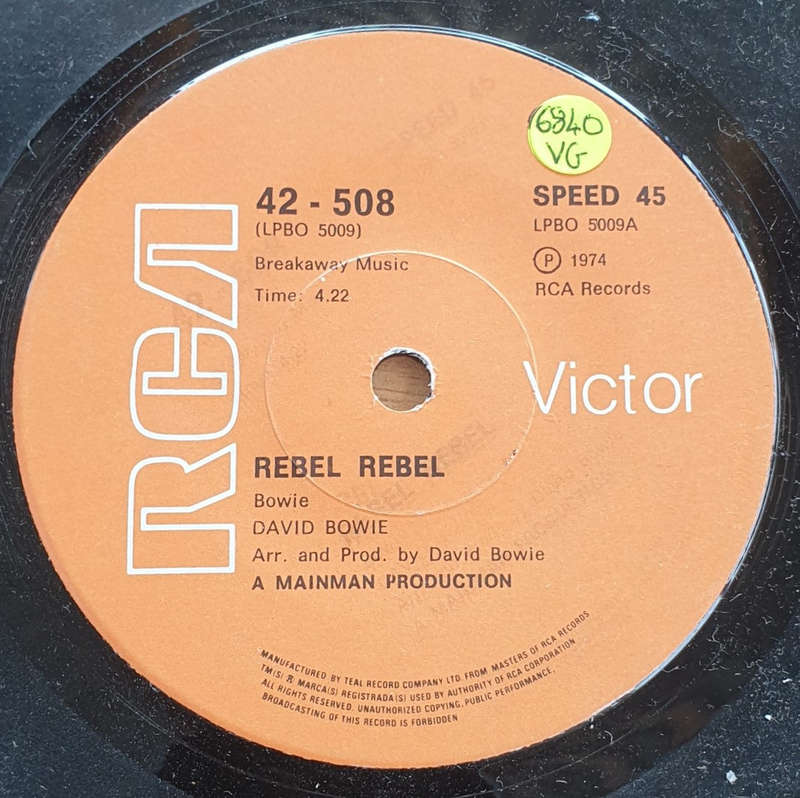 6840
VG
42 - 508
SPEED 45
(LPBO 5009)
LPBO 5009A
Breakaway Music
Ⓟ 1974
Time: 4.22
RCA Records
RCA
Victor
REBEL REBEL
Bowie
DAVID BOWIE
Arr. and Prod. by David Bowie
A MAINMAN PRODUCTION
MANUFACTURED BY TEAL RECORD COMPANY LTD. FROM MASTERS OF RCA RECORDS
TM(S) ® MARCA(S) REGISTRADA(S) USED BY AUTHORITY OF RCA CORPORATION
ALL RIGHTS RESERVED. UNAUTHORIZED COPYING, PUBLIC PERFORMANCE,
BROADCASTING OF THIS RECORD IS FORBIDDEN